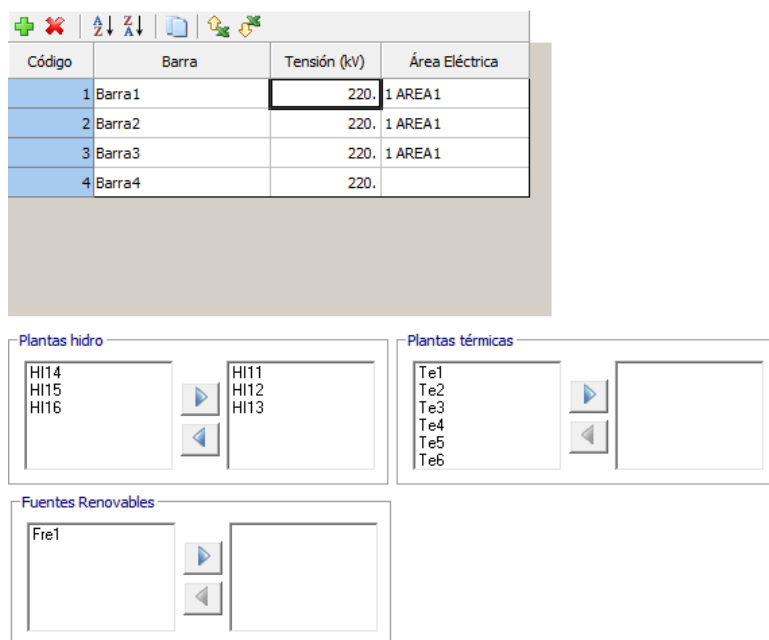 Código Barra Tensión (kV) Área Eléctrica
1 Barra1 220. 1 AREA1
2 Barra2 220. 1 AREA1
3 Barra3 220. 1 AREA1
4 Barra4 220.
Plantas hidro
HI14
HI15
HI16
HI11
HI12
HI13
Plantas térmicas
Te1
Te2
Te3
Te4
Te5
Te6
Fuentes Renovables
Fre1